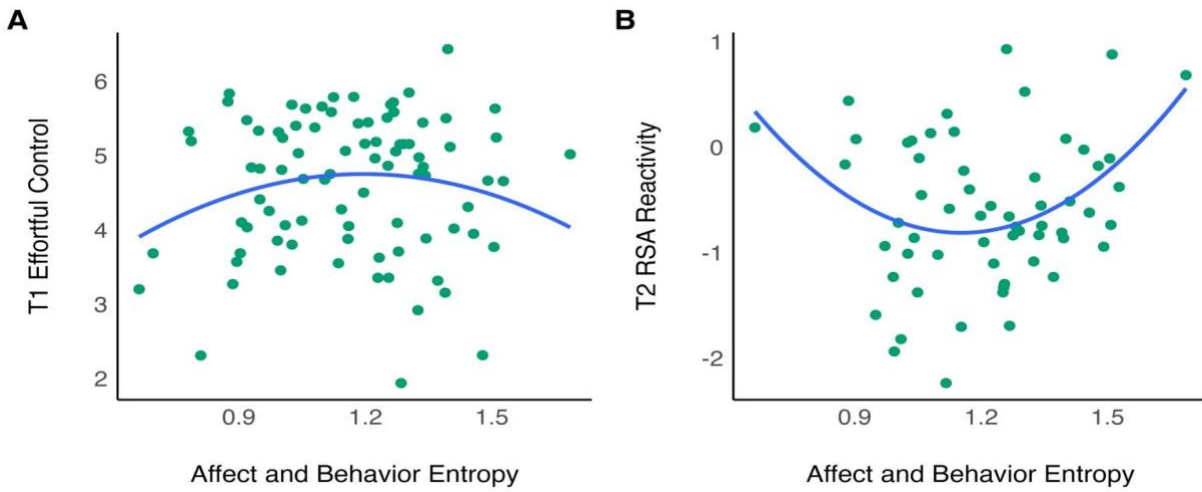 A
T1 Effortful Control
6
5
4
3
2
0.9 1.2 1.5
Affect and Behavior Entropy
B
T2 RSA Reactivity
1
0
-1
-2
0.9 1.2 1.5
Affect and Behavior Entropy